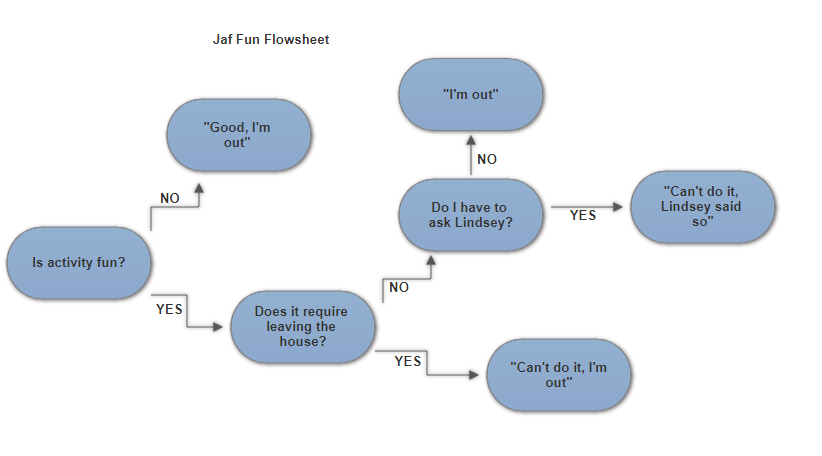 Jaf Fun Flowsheet
"I'm out"
"Good, I'm
out"
NO
NO
"Can't do it,
Lindsey said
so"
Do I have to
ask Lindsey?
YES
Is activity fun?
NO
YES
Does it require
leaving the
house?
YES
"Can't do it, I'm
out"